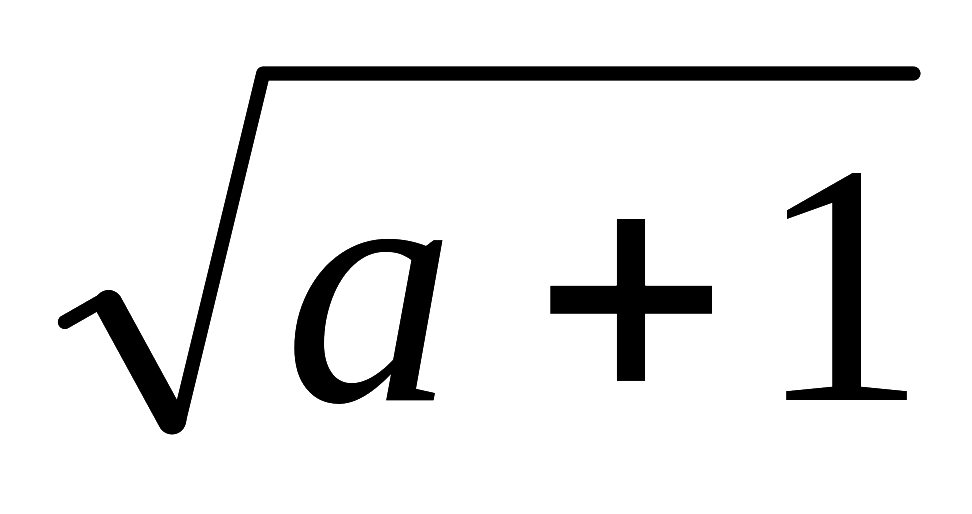 √(a + 1)